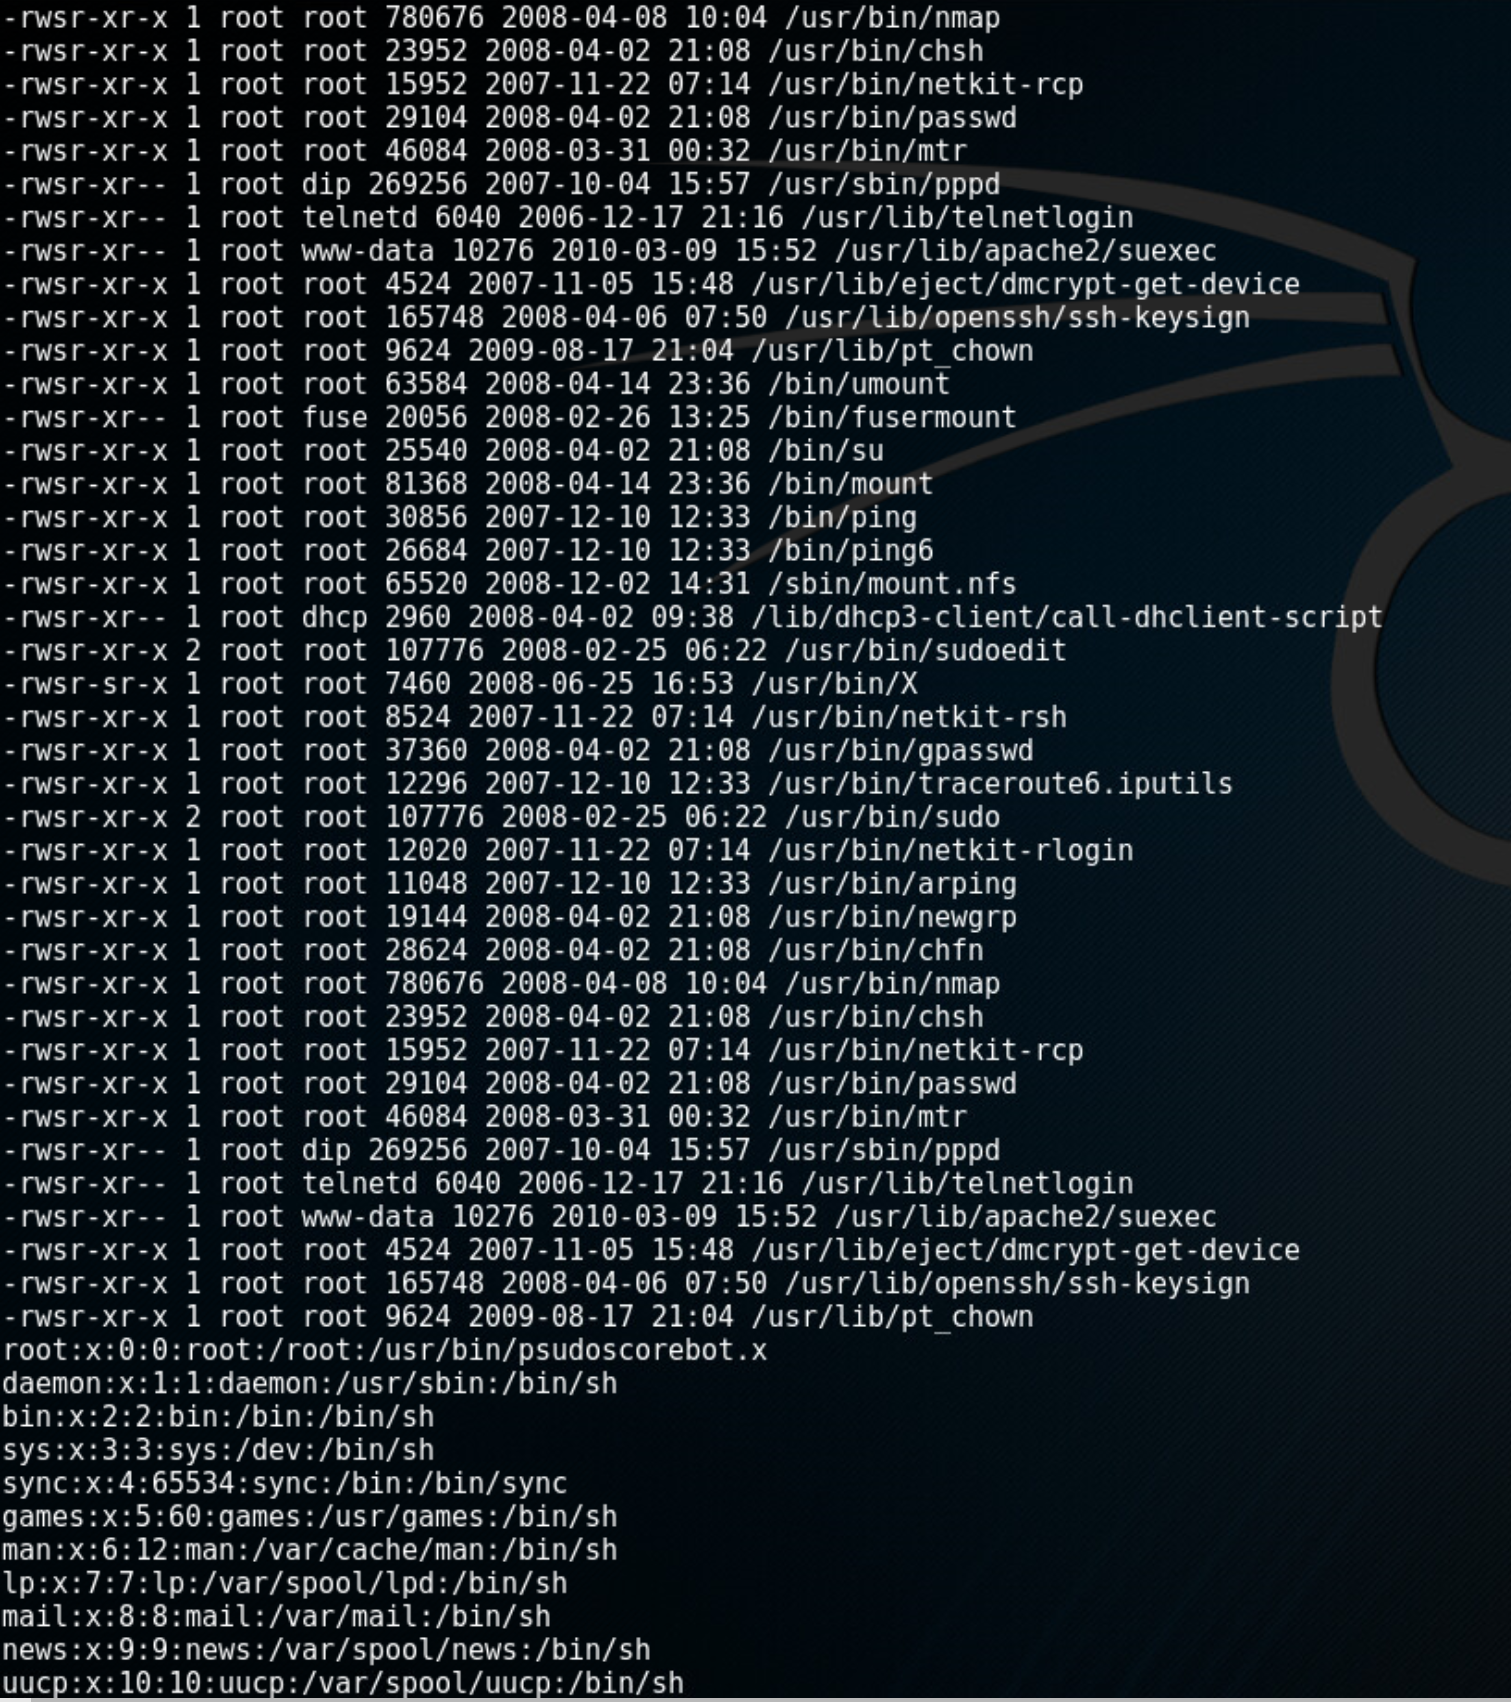 -rwsr-xr-x 1 root root 780676 2008-04-08 10:04 /usr/bin/nmap
-rwsr-xr-x 1 root root 23952 2008-04-02 21:08 /usr/bin/chsh
-rwsr-xr-x 1 root root 15952 2007-11-22 07:14 /usr/bin/netkit-rcp
-rwsr-xr-x 1 root root 29104 2008-04-02 21:08 /usr/bin/passwd
-rwsr-xr-x 1 root root 46084 2008-03-31 00:32 /usr/bin/mtr
-rwsr-xr-- 1 root dip 269256 2007-10-04 15:57 /usr/sbin/pppd
-rwsr-xr-- 1 root telnetd 6040 2006-12-17 21:16 /usr/lib/telnetlogin
-rwsr-xr-- 1 root www-data 10276 2010-03-09 15:52 /usr/lib/apache2/suexec
-rwsr-xr-x 1 root root 4524 2007-11-05 15:48 /usr/lib/eject/dmcrypt-get-device
-rwsr-xr-x 1 root root 165748 2008-04-06 07:50 /usr/lib/openssh/ssh-keysign
-rwsr-xr-x 1 root root 9624 2009-08-17 21:04 /usr/lib/pt_chown
-rwsr-xr-x 1 root root 63584 2008-04-14 23:36 /bin/umount
-rwsr-xr-- 1 root fuse 20056 2008-02-26 13:25 /bin/fusermount
-rwsr-xr-x 1 root root 25540 2008-04-02 21:08 /bin/su
-rwsr-xr-x 1 root root 81368 2008-04-14 23:36 /bin/mount
-rwsr-xr-x 1 root root 30856 2007-12-10 12:33 /bin/ping
-rwsr-xr-x 1 root root 26684 2007-12-10 12:33 /bin/ping6
-rwsr-xr-x 1 root root 65520 2008-12-02 14:31 /sbin/mount.nfs
-rwsr-xr-- 1 root dhcp 2960 2008-04-02 09:38 /lib/dhcp3-client/call-dhclient-script
-rwsr-xr-x 2 root root 107776 2008-02-25 06:22 /usr/bin/sudoedit
-rwsr-sr-x 1 root root 7460 2008-06-25 16:53 /usr/bin/X
-rwsr-xr-x 1 root root 8524 2007-11-22 07:14 /usr/bin/netkit-rsh
-rwsr-xr-x 1 root root 37360 2008-04-02 21:08 /usr/bin/gpasswd
-rwsr-xr-x 1 root root 12296 2007-12-10 12:33 /usr/bin/traceroute6.iputils
-rwsr-xr-x 2 root root 107776 2008-02-25 06:22 /usr/bin/sudo
-rwsr-xr-x 1 root root 12020 2007-11-22 07:14 /usr/bin/netkit-rlogin
-rwsr-xr-x 1 root root 11048 2007-12-10 12:33 /usr/bin/arping
-rwsr-xr-x 1 root root 19144 2008-04-02 21:08 /usr/bin/newgrp
-rwsr-xr-x 1 root root 28624 2008-04-02 21:08 /usr/bin/chfn
-rwsr-xr-x 1 root root 780676 2008-04-08 10:04 /usr/bin/nmap
-rwsr-xr-x 1 root root 23952 2008-04-02 21:08 /usr/bin/chsh
-rwsr-xr-x 1 root root 15952 2007-11-22 07:14 /usr/bin/netkit-rcp
-rwsr-xr-x 1 root root 29104 2008-04-02 21:08 /usr/bin/passwd
-rwsr-xr-x 1 root root 46084 2008-03-31 00:32 /usr/bin/mtr
-rwsr-xr-- 1 root dip 269256 2007-10-04 15:57 /usr/sbin/pppd
-rwsr-xr-- 1 root telnetd 6040 2006-12-17 21:16 /usr/lib/telnetlogin
-rwsr-xr-- 1 root www-data 10276 2010-03-09 15:52 /usr/lib/apache2/suexec
-rwsr-xr-x 1 root root 4524 2007-11-05 15:48 /usr/lib/eject/dmcrypt-get-device
-rwsr-xr-x 1 root root 165748 2008-04-06 07:50 /usr/lib/openssh/ssh-keysign
-rwsr-xr-x 1 root root 9624 2009-08-17 21:04 /usr/lib/pt_chown
root:x:0:0:root:/root:/usr/bin/psudoscorebot.x
daemon:x:1:1:daemon:/usr/sbin:/bin/sh
bin:x:2:2:bin:/bin:/bin/sh
sys:x:3:3:sys:/dev:/bin/sh
sync:x:4:65534:sync:/bin:/bin/sync
games:x:5:60:games:/usr/games:/bin/sh
man:x:6:12:man:/var/cache/man:/bin/sh
lp:x:7:7:lp:/var/spool/lpd:/bin/sh
mail:x:8:8:mail:/var/mail:/bin/sh
news:x:9:9:news:/var/spool/news:/bin/sh
uucp:x:10:10:uucp:/var/spool/uucp:/bin/sh